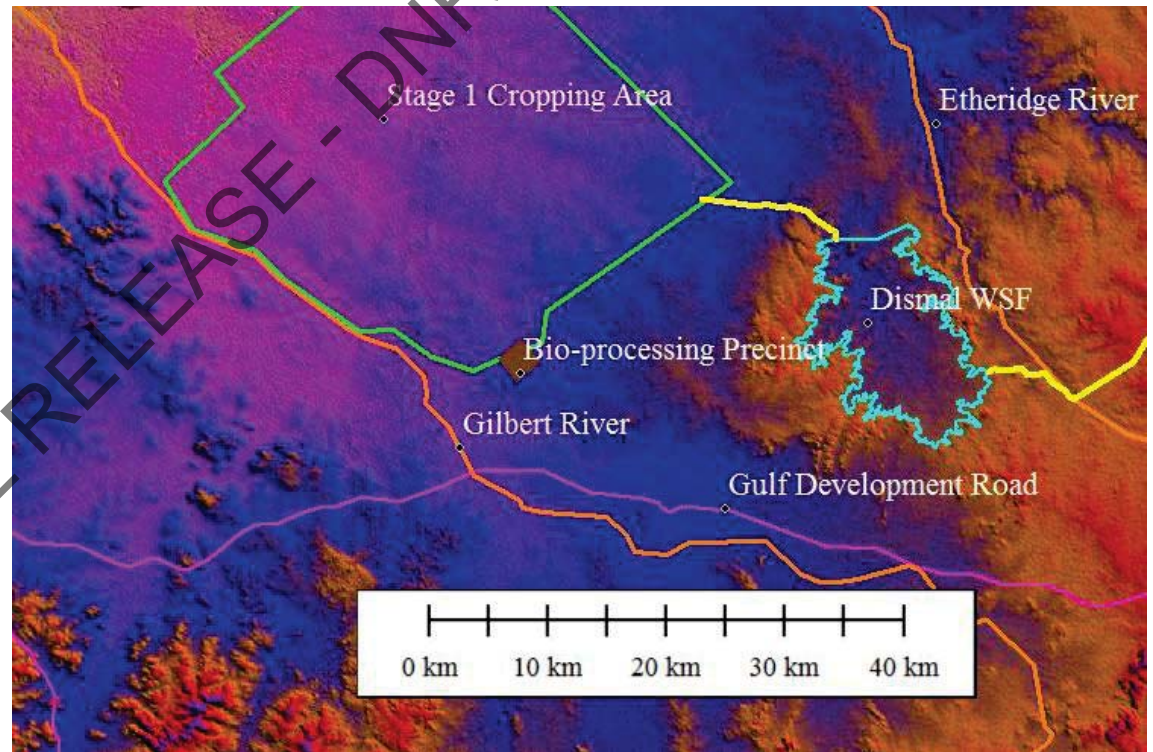 RELEASE - DNR
Stage 1 Cropping Area
Etheridge River
Dismal WSF
Bio-processing Precinct
Gilbert River
Gulf Development Road
0 km 10 km 20 km 30 km 40 km